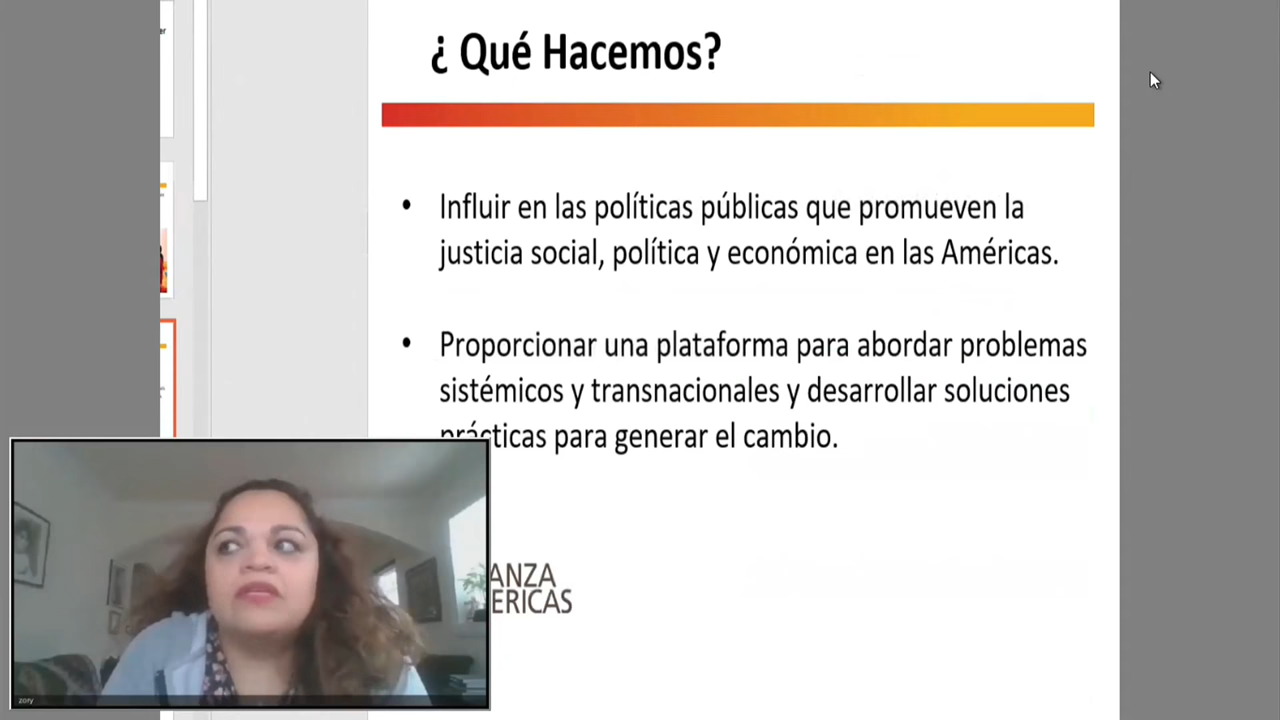 ¿ Qué Hacemos?
• Influir en las políticas públicas que promueven la
justicia social, política y económica en las Américas.
• Proporcionar una plataforma para abordar problemas
sistémicos y transnacionales y desarrollar soluciones
prácticas para generar el cambio.
ANZA
ERICAS
zory